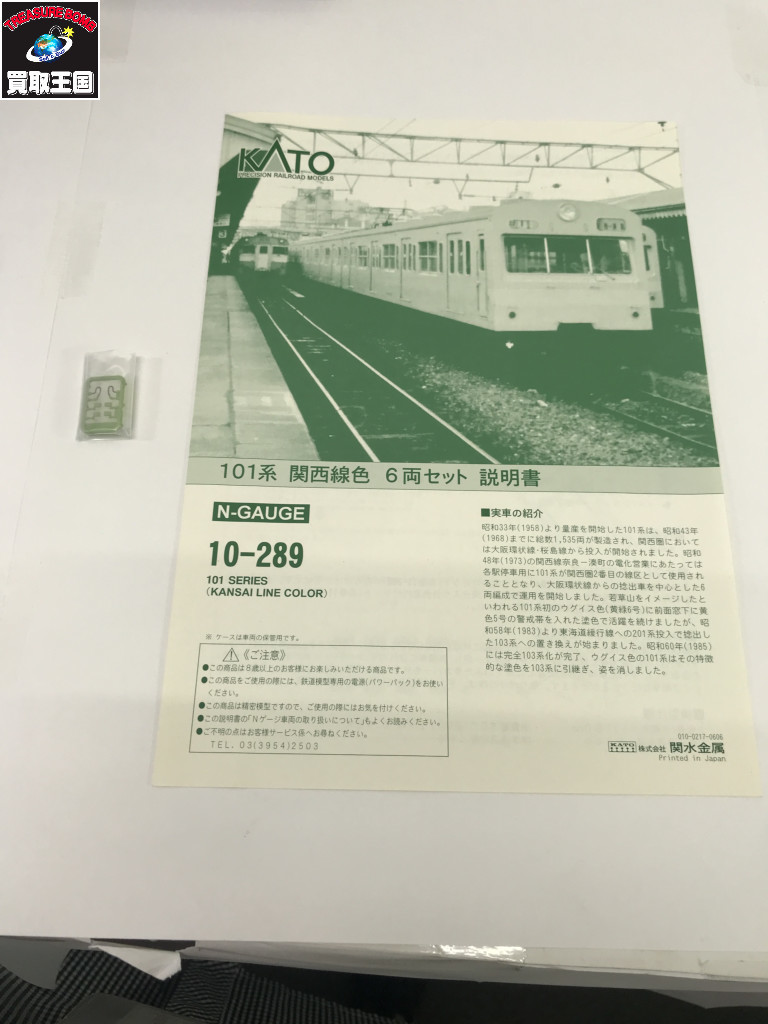 TAKARAJIMA BOMB
買取王国
KATO
PRECISION RAILROAD MODELS
101系 関西線色 6両セット 説明書
N-GAUGE
10-289
101 SERIES
(KANSAI LINE COLOR)
※ ケースは車両の保管用です。
⚠《ご注意》
●この商品は8歳以上のお客様にお楽しみいただける商品です。
●この商品をご使用の際には、鉄道模型専用の電源(パワーパック)をお使い
ください。
●この商品は精密模型ですので、ご使用の際にはお気を付けください。
●この説明書の「Nゲージ車両の取り扱いについて」もよくお読みください。
●ご不明の点はお客様サービス係へお尋ねください。
TEL. 03(3954)2503
■実車の紹介
昭和33年(1958)より量産を開始した101系は、昭和43年
(1968)までに総数1,535両が製造され、関西圏において
は大阪環状線・桜島線から投入が開始されました。昭和
48年(1973)の関西線奈良ー湊町の電化営業にあたっては
各駅停車用に101系が関西圏2番目の線区として使用され
ることとなり、大阪環状線からの捻出車を中心とした6
両編成で運用を開始しました。若草山をイメージしたと
いわれる101系初のウグイス色(黄緑6号)に前面窓下に黄
色5号の警戒帯を入れた塗色で活躍を続けましたが、昭
和58年(1983)より東海道緩行線への201系投入で捻出し
た103系への置き換えが始まりました。昭和60年(1985)
には完全103系化が完了、ウグイス色の101系はその特徴
的な塗色を103系に引継ぎ、姿を消しました。
010-0217-0606
KATO 株式会社 関水金属
Printed in Japan